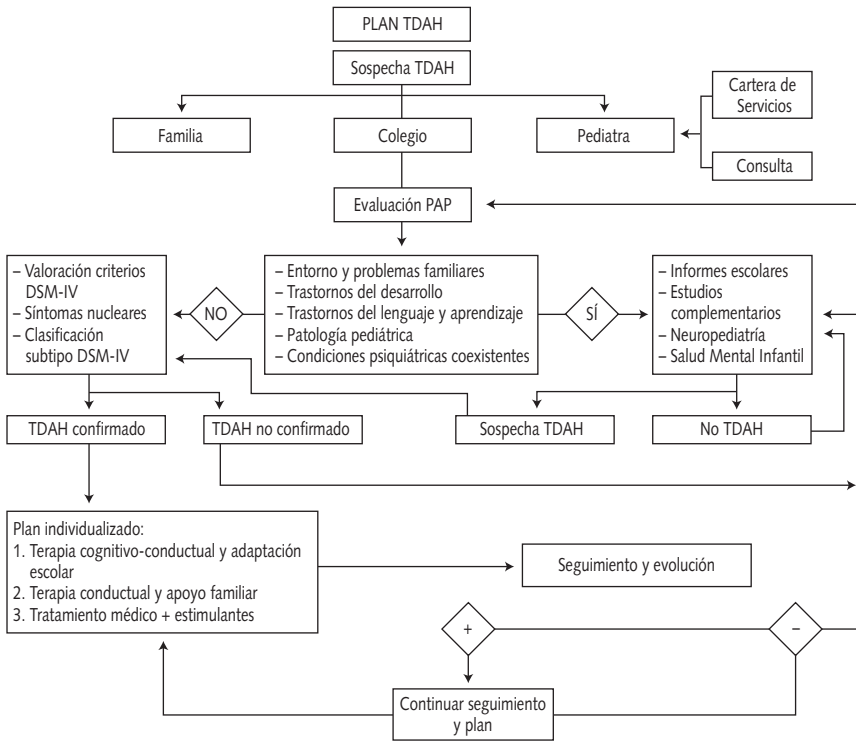 PLAN TDAH
Sospecha TDAH
Familia
Colegio
Pediatra
Cartera de
Servicios
Consulta
Evaluación PAP
– Valoración criterios
DSM-IV
– Síntomas nucleares
– Clasificación
subtipo DSM-IV
NO
– Entorno y problemas familiares
– Trastornos del desarrollo
– Trastornos del lenguaje y aprendizaje
– Patología pediátrica
– Condiciones psiquiátricas coexistentes
SÍ
– Informes escolares
– Estudios
complementarios
– Neuropediatría
– Salud Mental Infantil
TDAH confirmado
TDAH no confirmado
Sospecha TDAH
No TDAH
Plan individualizado:
1. Terapia cognitivo-conductual y adaptación
escolar
2. Terapia conductual y apoyo familiar
3. Tratamiento médico + estimulantes
Seguimiento y evolución
+
–
Continuar seguimiento
y plan